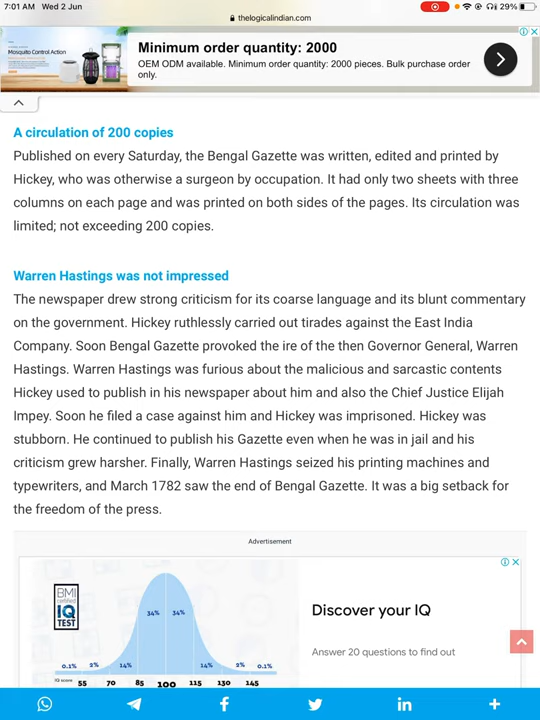 7:01 AM Wed 2 Jun
29%
thelogicalindian.com
Mosquito Control Action
Minimum order quantity: 2000
OEM ODM available. Minimum order quantity: 2000 pieces. Bulk purchase order
only.
A circulation of 200 copies
Published on every Saturday, the Bengal Gazette was written, edited and printed by
Hickey, who was otherwise a surgeon by occupation. It had only two sheets with three
columns on each page and was printed on both sides of the pages. Its circulation was
limited; not exceeding 200 copies.
Warren Hastings was not impressed
The newspaper drew strong criticism for its coarse language and its blunt commentary
on the government. Hickey ruthlessly carried out tirades against the East India
Company. Soon Bengal Gazette provoked the ire of the then Governor General, Warren
Hastings. Warren Hastings was furious about the malicious and sarcastic contents
Hickey used to publish in his newspaper about him and also the Chief Justice Elijah
Impey. Soon he filed a case against him and Hickey was imprisoned. Hickey was
stubborn. He continued to publish his Gazette even when he was in jail and his
criticism grew harsher. Finally, Warren Hastings seized his printing machines and
typewriters, and March 1782 saw the end of Bengal Gazette. It was a big setback for
the freedom of the press.
Advertisement
BMI
certified
IQ
TEST
34% 34%
0.1% 2% 14% 14% 2% 0.1%
IQ score 55 70 85 100 115 130 145
Discover your IQ
Answer 20 questions to find out